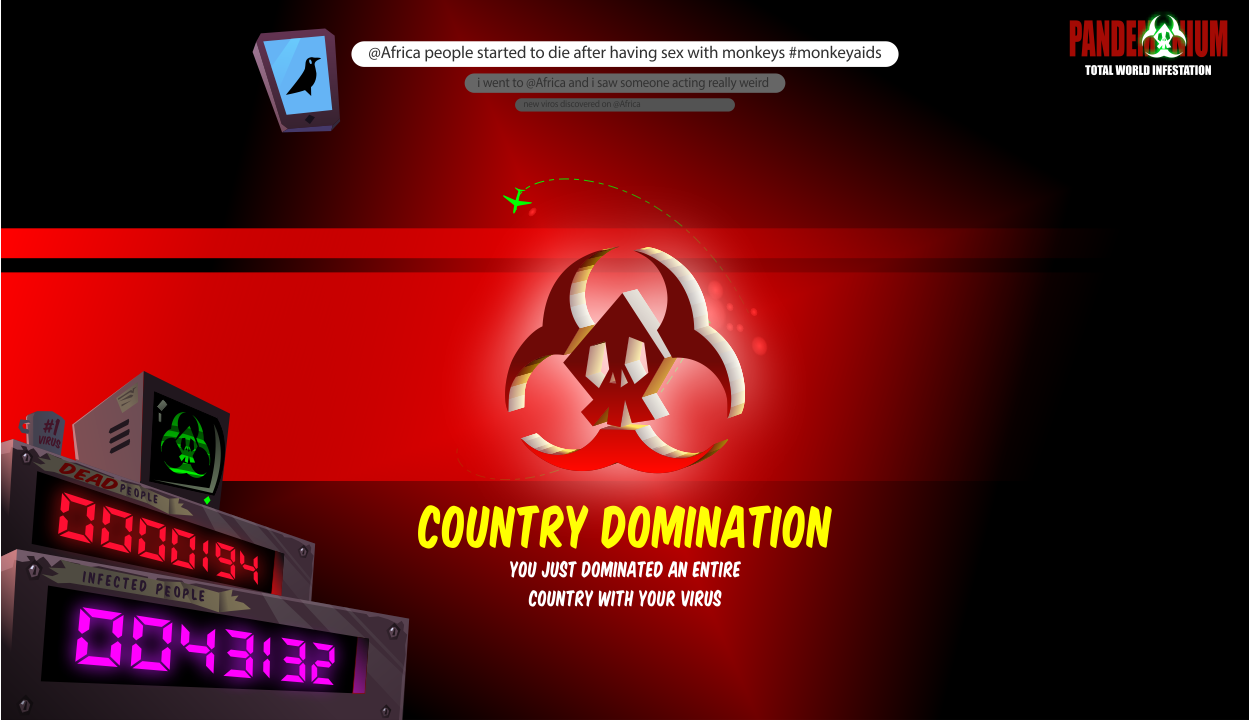 @Africa people started to die after having sex with monkeys #monkeyaids
i went to @Africa and i saw someone acting really weird
new virus discovered on @Africa
PANDEMONIUM
TOTAL WORLD INFESTATION
#1
VIRUS
DEAD PEOPLE
0000194
INFECTED PEOPLE
0043132
COUNTRY DOMINATION
YOU JUST DOMINATED AN ENTIRE
COUNTRY WITH YOUR VIRUS